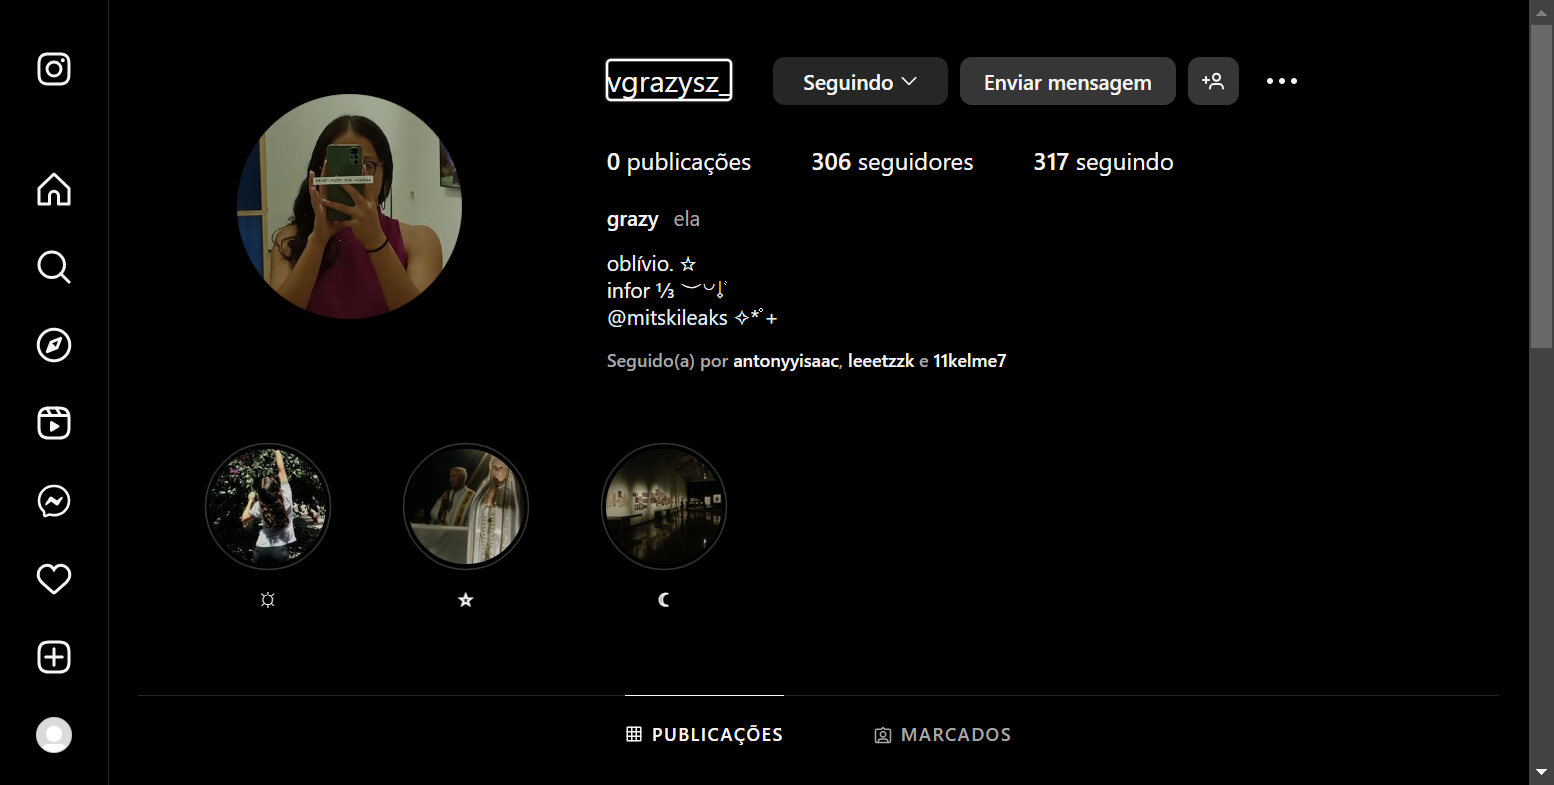 vgrazysz_
Seguindo
Enviar mensagem
0 publicações 306 seguidores 317 seguindo
grazy ela
oblívio. ☆
infor ⅓
@mitskileaks ✧*˚+
Seguido(a) por antonyyisaac, leeetzzk e 11kelme7
PUBLICAÇÕES
MARCADOS